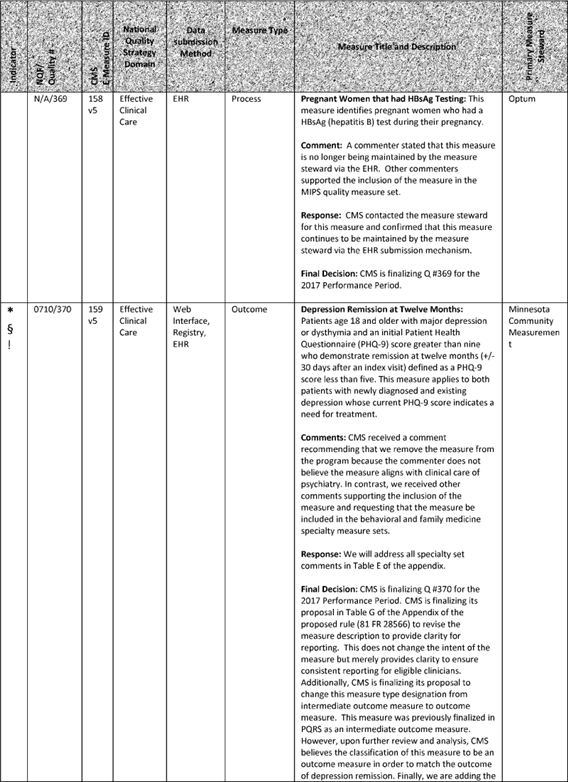 Indicator
NQF/
Quality #
CMS
E-Measure ID
National
Quality
Strategy
Domain
Data
submission
Method
Measure Type
Measure Title and Description
Primary Measure
Steward
N/A/369
158
v5
Effective
Clinical
Care
EHR
Process
Pregnant Women that had HBsAg Testing: This
measure identifies pregnant women who had a
HBsAg (hepatitis B) test during their pregnancy.
Comment:  A commenter stated that this measure
is no longer being maintained by the measure
steward via the EHR.  Other commenters
supported the inclusion of the measure in the
MIPS quality measure set.
Response:  CMS contacted the measure steward
for this measure and confirmed that this measure
continues to be maintained by the measure
steward via the EHR submission mechanism.
Final Decision: CMS is finalizing Q #369 for the
2017 Performance Period.
Optum
*
§
!
0710/370
159
v5
Effective
Clinical
Care
Web
Interface,
Registry,
EHR
Outcome
Depression Remission at Twelve Months:
Patients age 18 and older with major depression
or dysthymia and an initial Patient Health
Questionnaire (PHQ-9) score greater than nine
who demonstrate remission at twelve months (+/-
30 days after an index visit) defined as a PHQ-9
score less than five. This measure applies to both
patients with newly diagnosed and existing
depression whose current PHQ-9 score indicates a
need for treatment.
Comments: CMS received a comment
recommending that we remove the measure from
the program because the commenter does not
believe the measure aligns with clinical care of
psychiatry. In contrast, we received other
comments supporting the inclusion of the
measure and requesting that the measure be
included in the behavioral and family medicine
specialty measure sets.
Response: We will address all specialty set
comments in Table E of the appendix.
Final Decision: CMS is finalizing Q #370 for the
2017 Performance Period. CMS is finalizing its
proposal in Table G of the Appendix of the
proposed rule (81 FR 28566) to revise the
measure description to provide clarity for
reporting.  This does not change the intent of the
measure but merely provides clarity to ensure
consistent reporting for eligible clinicians.
Additionally, CMS is finalizing its proposal to
change this measure type designation from
intermediate outcome measure to outcome
measure.  This measure was previously finalized in
PQRS as an intermediate outcome measure.
However, upon further review and analysis, CMS
believes the classification of this measure to be an
outcome measure in order to match the outcome
of depression remission. Finally, we are adding the
Minnesota
Community
Measuremen
t